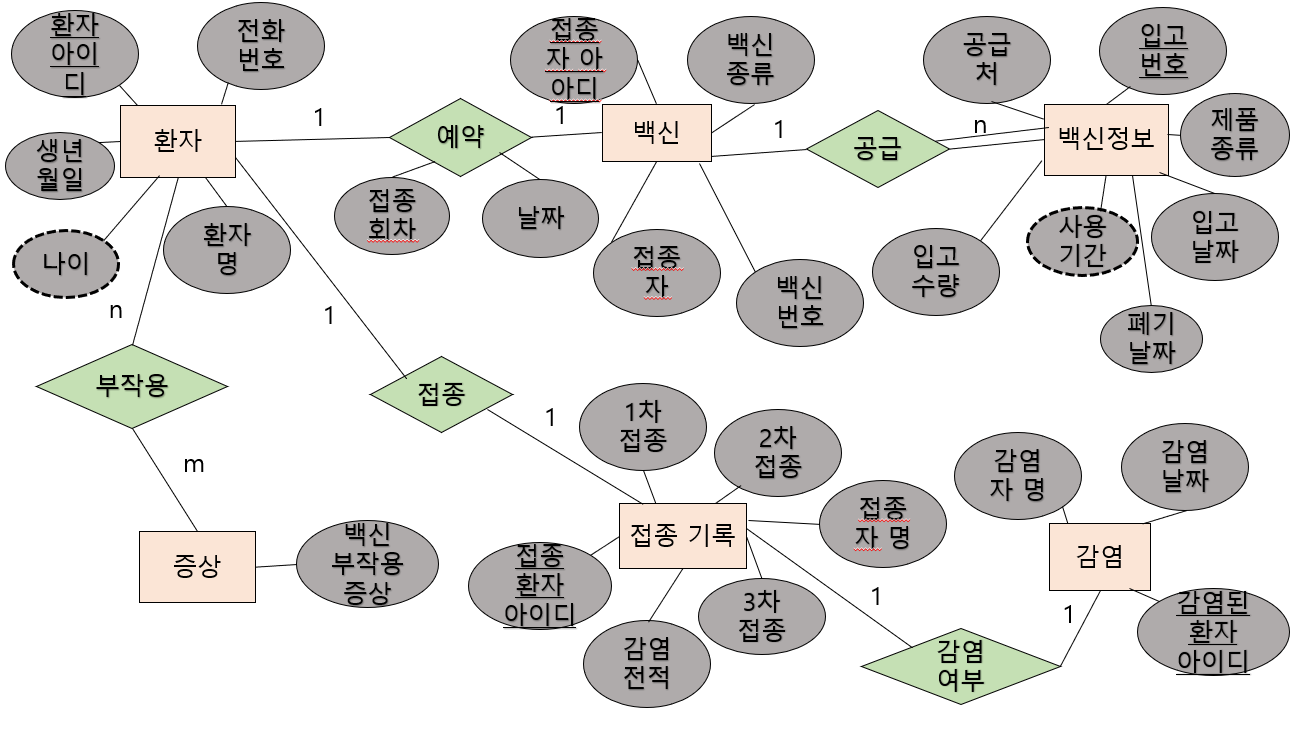 환자
아이
디
전화
번호
접종
자 아
아디
백신
종류
공급
처
입고
번호
환자
1
예약
1
백신
1
공급
n
백신정보
제품
종류
생년
월일
접종
회차
날짜
환자
명
나이
접종
자
백신
번호
입고
수량
사용
기간
입고
날짜
폐기
날짜
n
1
부작용
접종
1
1차
접종
2차
접종
감염
자 명
감염
날짜
m
접종
자 명
접종 기록
감염
증상
백신
부작용
증상
접종
환자
아이디
3차
접종
1
1
감염된
환자
아이디
감염
전적
감염
여부